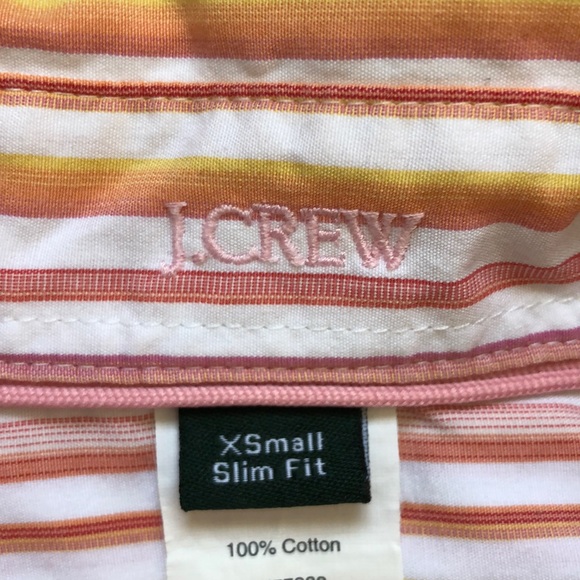 J.CREW
XSmall
Slim Fit
100% Cotton